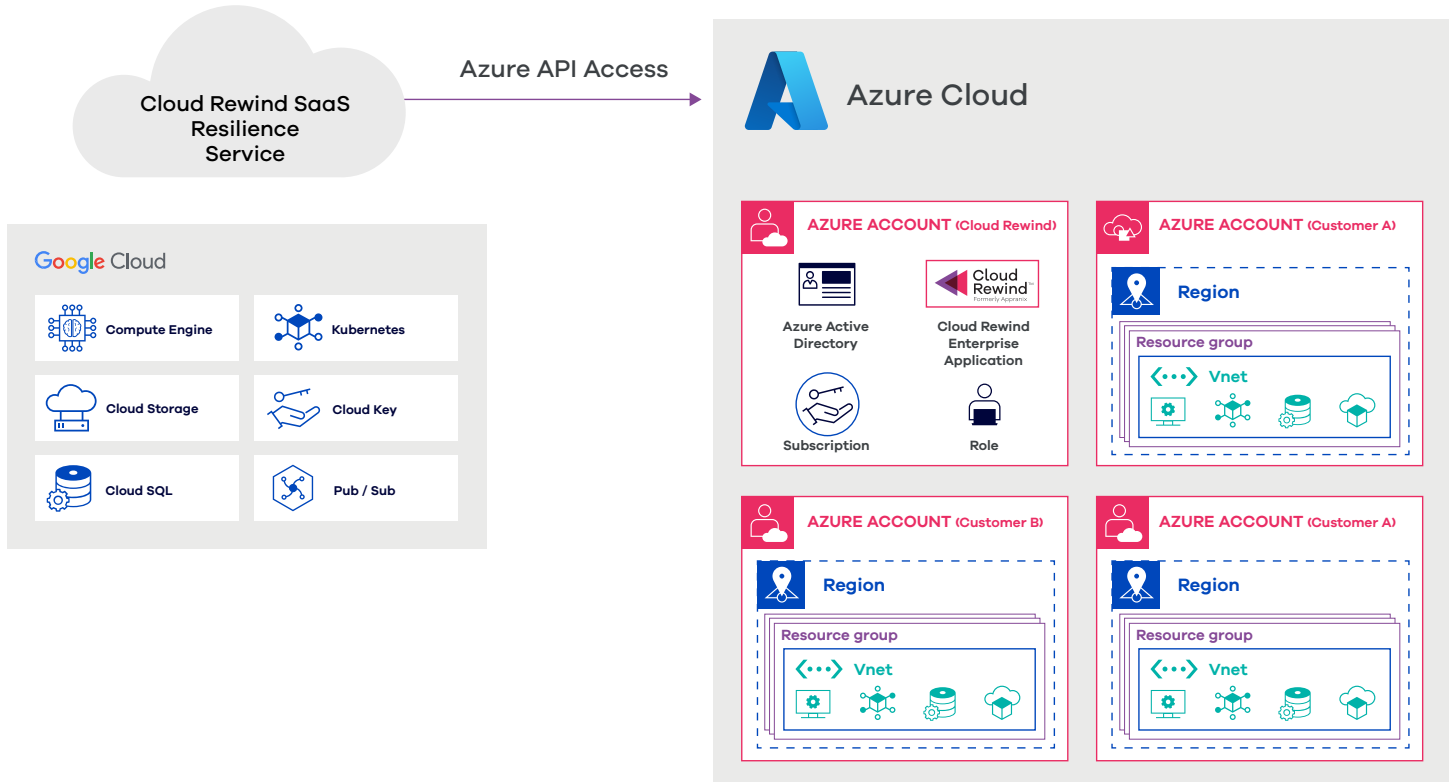 Cloud Rewind SaaS
Resilience
Service
Azure API Access
Azure Cloud
Google Cloud
Compute Engine
Kubernetes
Cloud Storage
Cloud Key
Cloud SQL
Pub / Sub
AZURE ACCOUNT (Cloud Rewind)
Azure Active
Directory
Cloud
Rewind™
Formerly Appranix
Cloud Rewind
Enterprise
Application
Subscription
Role
AZURE ACCOUNT (Customer A)
Region
Resource group
Vnet
AZURE ACCOUNT (Customer B)
Region
Resource group
Vnet
AZURE ACCOUNT (Customer A)
Region
Resource group
Vnet